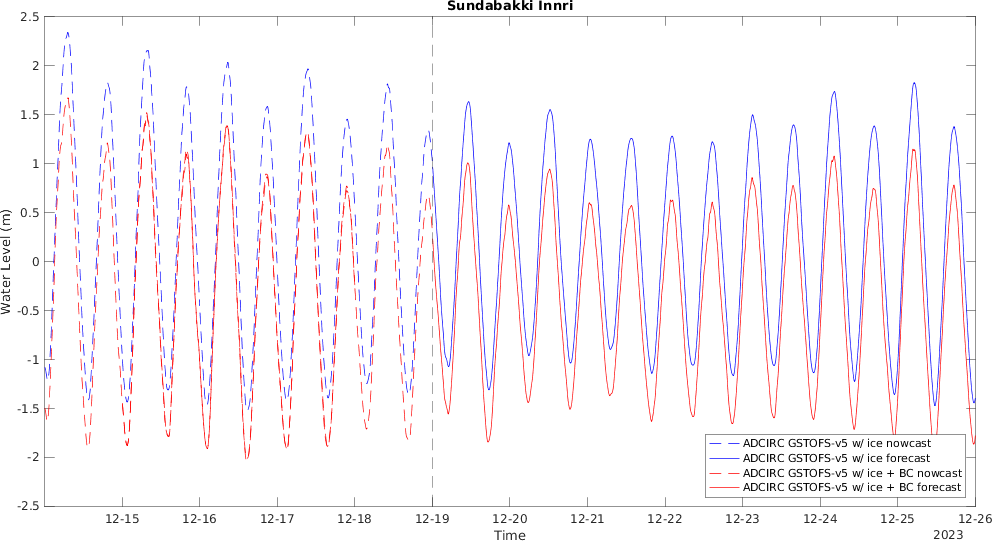 Sundabakki Innri
2.5
2
1.5
1
0.5
0
-0.5
-1
-1.5
-2
-2.5
Water Level (m)
12-15 12-16 12-17 12-18 12-19 12-20 12-21 12-22 12-23 12-24 12-25 12-26
Time
2023
ADCIRC GSTOFS-v5 w/ ice nowcast
ADCIRC GSTOFS-v5 w/ ice forecast
ADCIRC GSTOFS-v5 w/ ice + BC nowcast
ADCIRC GSTOFS-v5 w/ ice + BC forecast